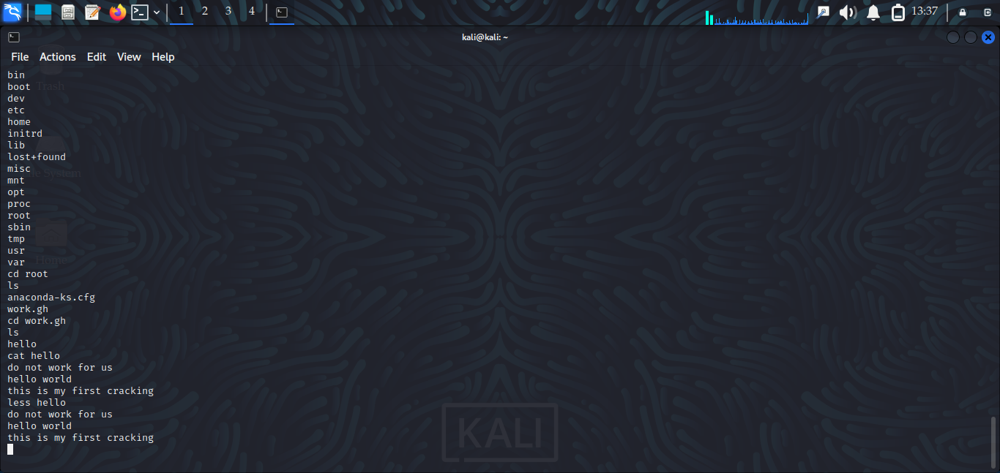 1 2 3 4 13:37
kali@kali: ~
File Actions Edit View Help
bin
boot
Trash
dev
etc
home
initrd
lib
lost+found
misc
System
mnt
opt
proc
root
sbin
tmp
usr
var
Home
cd root
ls
anaconda-ks.cfg
work.gh
cd work.gh
ls
hello
cat hello
do not work for us
hello world
this is my first cracking
less hello
do not work for us
hello world
this is my first cracking
KALI